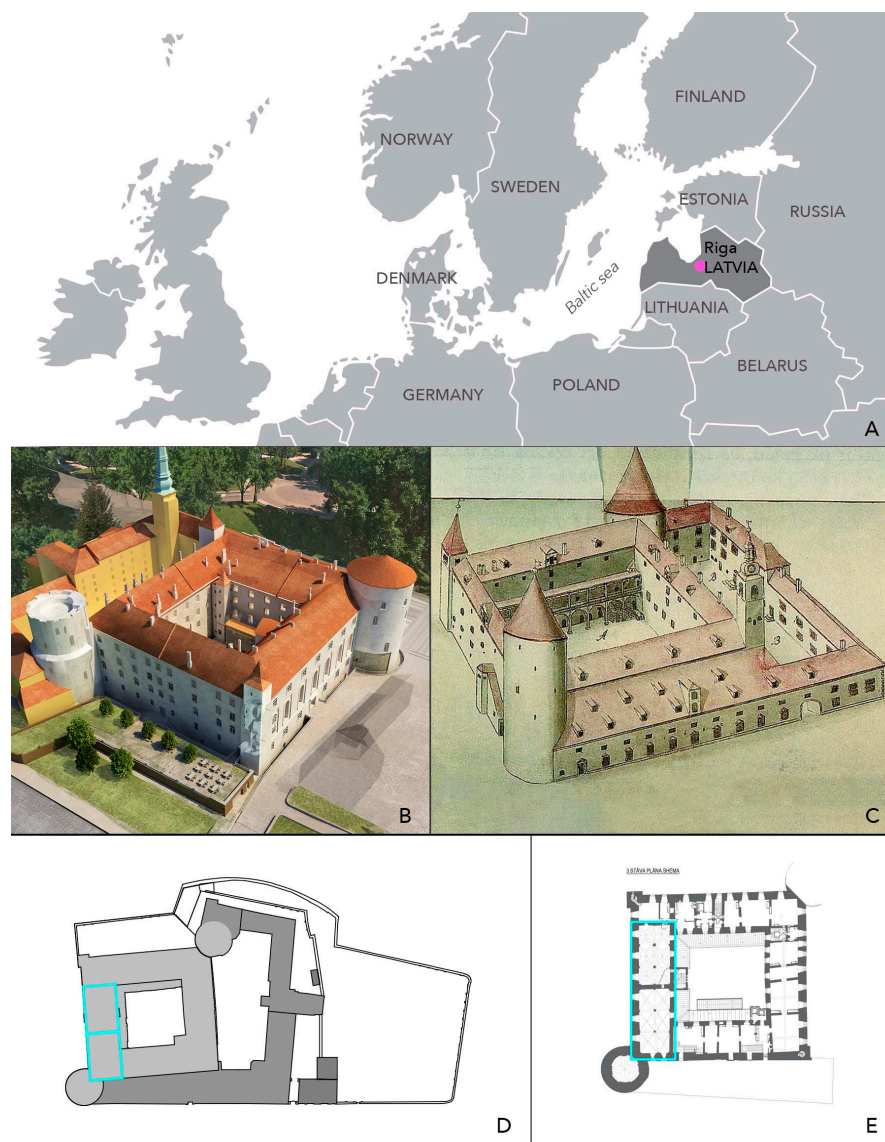 FINLAND
NORWAY
SWEDEN
ESTONIA
RUSSIA
Riga
LATVIA
DENMARK
Baltic sea
LITHUANIA
BELARUS
GERMANY
POLAND
A
B
A
B
C
3.STĀVA PLĀNA SHĒMA
D
E